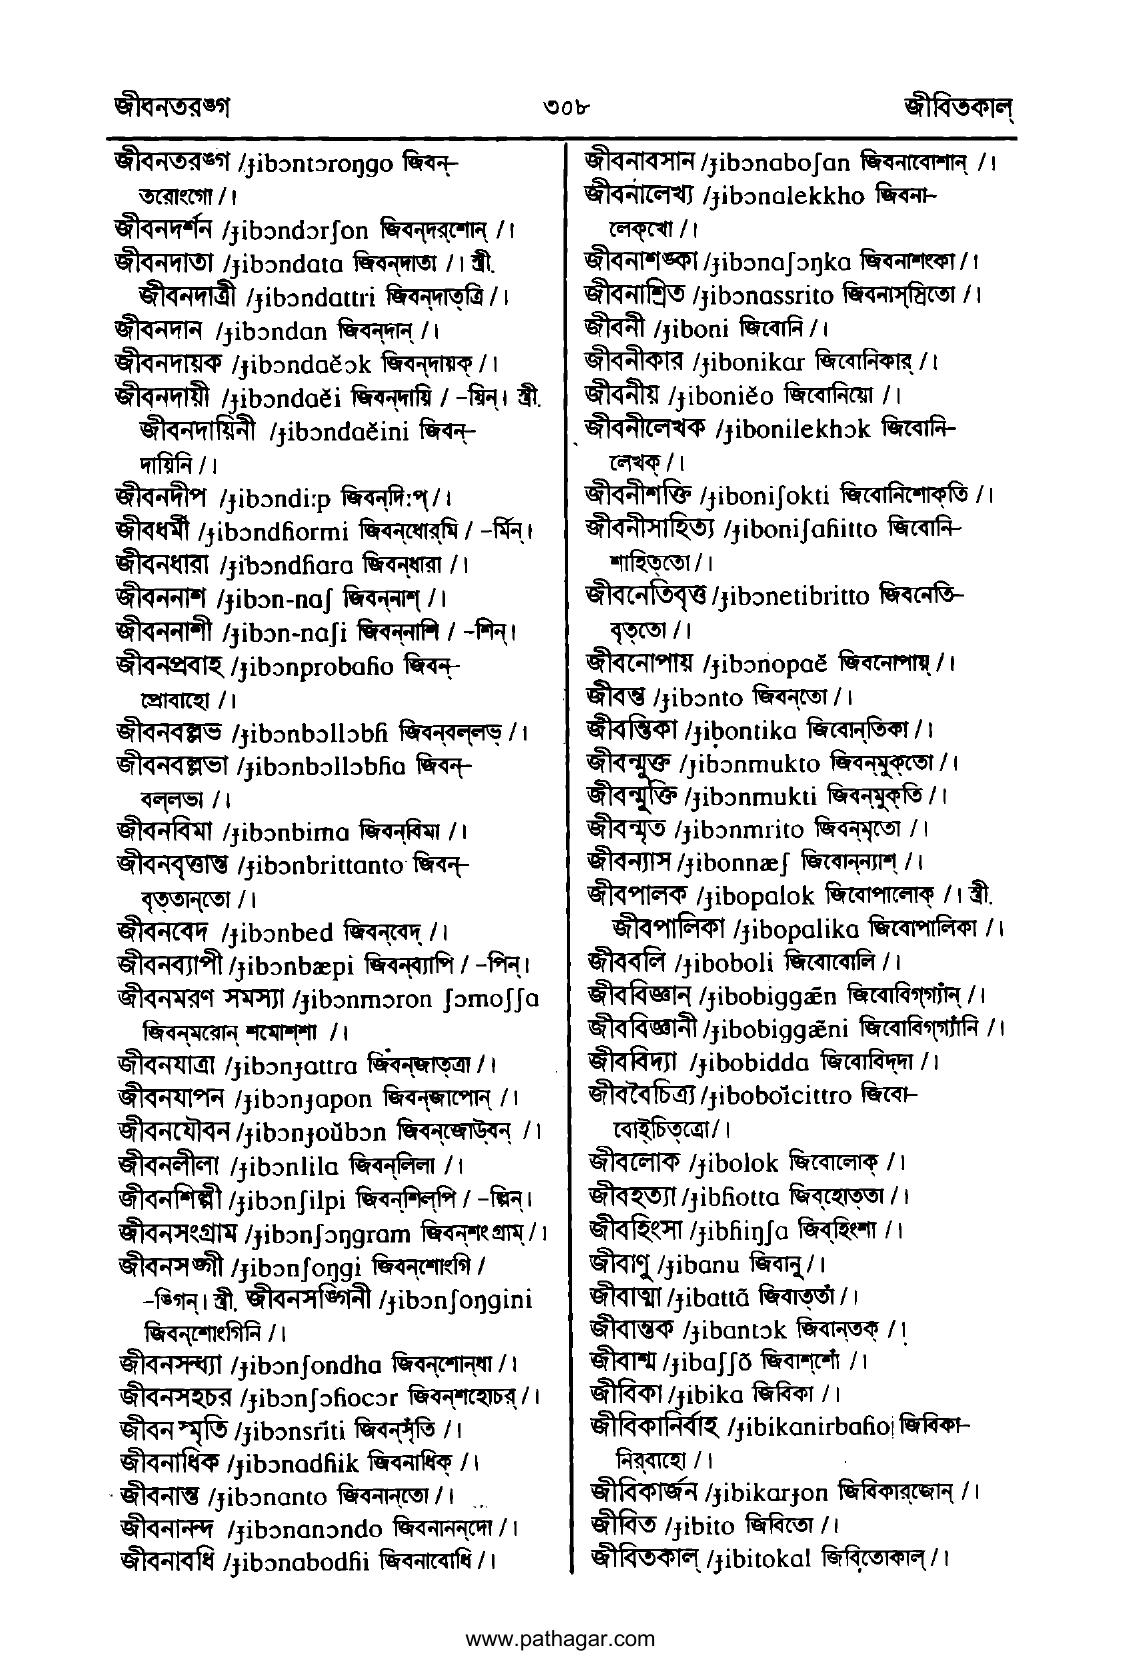 জীবনতরঙ্গ ৩০৮ জীবিতকাল্
জীবনতরঙ্গ /ɟibɔntɔroŋgo জিবন্-
তরোংগো /।
জীবনদর্শন /ɟibɔndɔrʃon জিবন্‌দর্‌শোন্ /।
জীবনদাতা /ɟibɔndata জিবন্‌দাতা /। স্ত্রী.
জীবনদাত্রী /ɟibɔndattri জিবন্‌দাত্‌ত্রি /।
জীবনদান /ɟibɔndan জিবন্‌দান্ /।
জীবনদায়ক /ɟibɔndaĕɔk জিবন্‌দায়ক্ /।
জীবনদায়ী /ɟibɔndaĕi জিবন্‌দায়ি / -য়িন্। স্ত্রী.
জীবনদায়িনী /ɟibɔndaĕini জিবন্-
দায়িনি /।
জীবনদীপ /ɟibɔndi:p জিবন্‌দি:প্ /।
জীবধর্মী /ɟibɔndɦormi জিবন্‌ধোর্‌মি / -র্মিন্।
জীবনধারা /ɟibɔndɦara জিবন্‌ধারা /।
জীবননাশ /ɟibɔn-naʃ জিবন্‌নাশ্ /।
জীবননাশী /ɟibɔn-naʃi জিবন্‌নাশি / -শিন্।
জীবনপ্রবাহ /ɟibɔnprobaɦo জিবন্-
প্রোবাহো /।
জীবনবল্লভ /ɟibɔnbɔllɔbɦ জিবন্‌বল্‌লভ্ /।
জীবনবল্লভা /ɟibɔnbɔllɔbɦa জিবন্-
বল্‌লভা /।
জীবনবিমা /ɟibɔnbima জিবন্‌বিমা /।
জীবনবৃত্তান্ত /ɟibɔnbrittanto জিবন্-
বৃত্‌তান্‌তো /।
জীবনবেদ /ɟibɔnbed জিবন্‌বেদ্ /।
জীবনব্যাপী /ɟibɔnbæpi জিবন্‌ব্যাপি / -পিন্।
জীবনমরণ সমস্যা /ɟibɔnmɔron ʃɔmoʃʃa
জিবন্‌মরোন্ শমোশ্‌শা /।
জীবনযাত্রা /ɟibɔnɟattra জিবন্‌জাত্‌ত্রা /।
জীবনযাপন /ɟibɔnɟapon জিবন্‌জাপোন্ /।
জীবনযৌবন /ɟibɔnɟoŭbɔn জিবন্‌জোউ্‌বন্ /।
জীবনলীলা /ɟibɔnlila জিবন্‌লিলা /।
জীবনশিল্পী /ɟibɔnʃilpi জিবন্‌শিল্‌পি / -ল্পিন্।
জীবনসংগ্রাম /ɟibɔnʃɔŋgram জিবন্‌শংগ্রাম্ /।
জীবনসঙ্গী /ɟibɔnʃoŋgi জিবন্‌শোংগি /
-ঙ্গিন্। স্ত্রী. জীবনসঙ্গিনী /ɟibɔnʃoŋgini
জিবন্‌শোংগিনি /।
জীবনসন্ধ্যা /ɟibɔnʃondha জিবন্‌শোন্‌ধা /।
জীবনসহচর /ɟibɔnʃɔɦocɔr জিবন্‌শহোচর্ /।
জীবন স্মৃতি /ɟibɔnsrĩti জিবন্‌সৃঁতি /।
জীবনাধিক /ɟibɔnadɦik জিবনাধিক্ /।
জীবনান্ত /ɟibɔnanto জিবনান্‌তো /।
জীবনানন্দ /ɟibɔnanɔndo জিবনানন্‌দো /।
জীবনাবধি /ɟibɔnabodɦi জিবনাবোধি /।
জীবনাবসান /ɟibɔnaboʃan জিবনাবোশান্ /।
জীবনালেখ্য /ɟibɔnalekkho জিবনা-
লেক্‌খো /।
জীবনাশঙ্কা /ɟibɔnaʃɔŋka জিবনাশংকা /।
জীবনাশ্রিত /ɟibɔnassrito জিবনাস্‌স্রিতো /।
জীবনী /ɟiboni জিবোনি /।
জীবনীকার /ɟibonikar জিবোনিকার্ /।
জীবনীয় /ɟiboniĕo জিবোনিয়ো /।
জীবনীলেখক /ɟibonilekhɔk জিবোনি-
লেখক্ /।
জীবনীশক্তি /ɟiboniʃokti জিবোনিশোক্‌তি /।
জীবনীসাহিত্য /ɟiboniʃaɦitto জিবোনি-
শাহিত্‌তো /।
জীবনেতিবৃত্ত /ɟibɔnetibritto জিবনেতি-
বৃত্‌তো /।
জীবনোপায় /ɟibɔnopaĕ জিবনোপায়্ /।
জীবন্ত /ɟibɔnto জিবন্‌তো /।
জীবন্তিকা /ɟibontika জিবোন্‌তিকা /।
জীবন্মুক্ত /ɟibɔnmukto জিবন্‌মুক্‌তো /।
জীবন্মুক্তি /ɟibɔnmukti জিবন্‌মুক্‌তি /।
জীবন্মৃত /ɟibɔnmrito জিবন্‌মৃতো /।
জীবন্যাস /ɟibonnæʃ জিবোন্‌ন্যাশ্ /।
জীবপালক /ɟibopalok জিবোপালোক্ /। স্ত্রী.
জীবপালিকা /ɟibopalika জিবোপালিকা /।
জীববলি /ɟiboboli জিবোবোলি /।
জীববিজ্ঞান /ɟibobiggæ̃n জিবোবিগ্‌গ্যাঁন্ /।
জীববিজ্ঞানী /ɟibobiggæ̃ni জিবোবিগ্‌গ্যাঁনি /।
জীববিদ্যা /ɟibobidda জিবোবিদ্‌দা /।
জীববৈচিত্র্য /ɟiboboĭcittro জিবো-
বোই্‌চিত্‌ত্রো /।
জীবলোক /ɟibolok জিবোলোক্ /।
জীবহত্যা /ɟibɦotta জিব্‌হোত্‌তা /।
জীবহিংসা /ɟibɦiŋʃa জিব্‌হিংশা /।
জীবাণু /ɟibanu জিবানু /।
জীবাত্মা /ɟibattã জিবাত্‌তাঁ /।
জীবান্তক /ɟibantɔk জিবান্‌তক্ /।
জীবাশ্ম /ɟibaʃʃõ জিবাশ্‌শোঁ /।
জীবিকা /ɟibika জিবিকা /।
জীবিকানির্বাহ /ɟibikanirbaɦo জিবিকা-
নির্‌বাহো /।
জীবিকার্জন /ɟibikarɟon জিবিকারজোন্ /।
জীবিত /ɟibito জিবিতো /।
জীবিতকাল্ /ɟibitokal জিবিতোকাল্ /।
www.pathagar.com